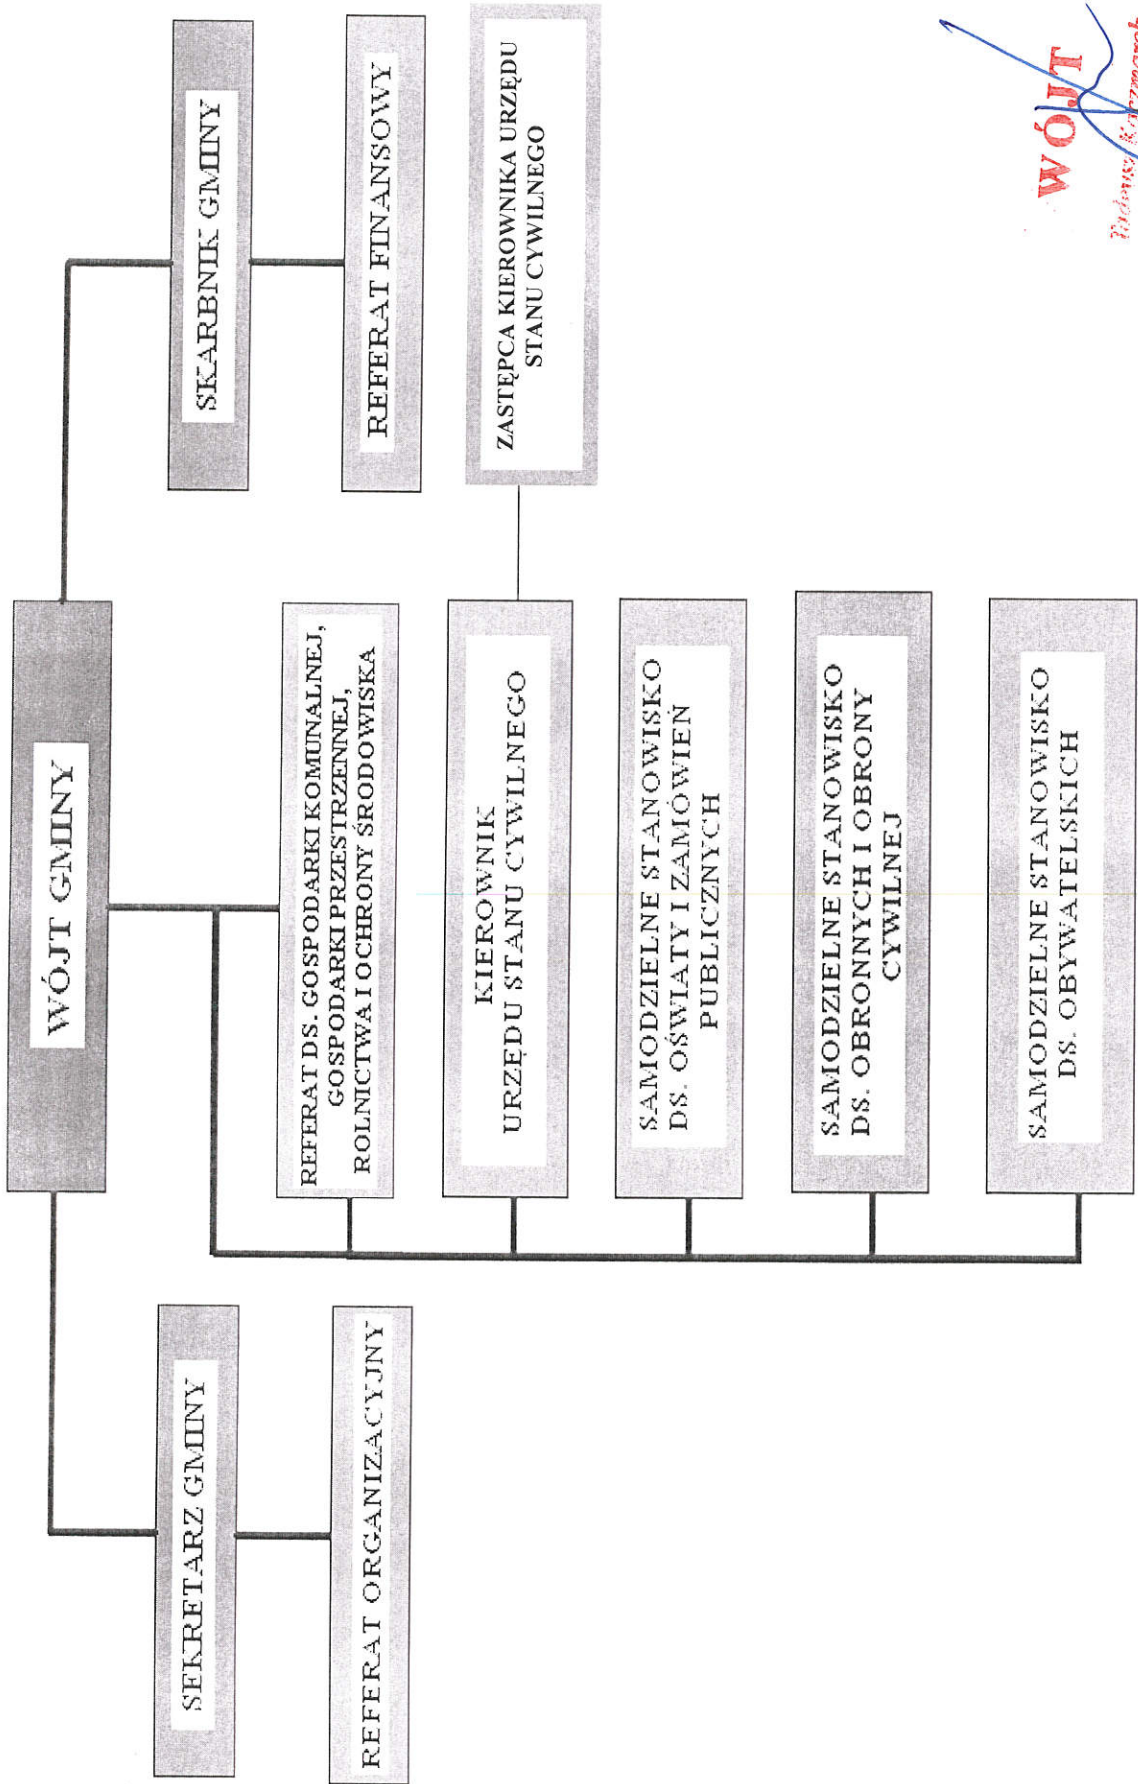 WÓJT GMINY
SEKRETARZ GMINY
REFERAT ORGANIZACYJNY
SKARBNIK GMINY
REFERAT FINANSOWY
REFERAT DS. GOSPODARKI KOMUNALNEJ,
GOSPODARKI PRZESTRZENNEJ,
ROLNICTWA I OCHRONY ŚRODOWISKA
KIEROWNIK
URZĘDU STANU CYWILNEGO
ZASTĘPCA KIEROWNIKA URZĘDU
STANU CYWILNEGO
SAMODZIELNE STANOWISKO
DS. OŚWIATY I ZAMÓWIEŃ
PUBLICZNYCH
SAMODZIELNE STANOWISKO
DS. OBRONNYCH I OBRONY
CYWILNEJ
SAMODZIELNE STANOWISKO
DS. OBYWATELSKICH
WÓJT